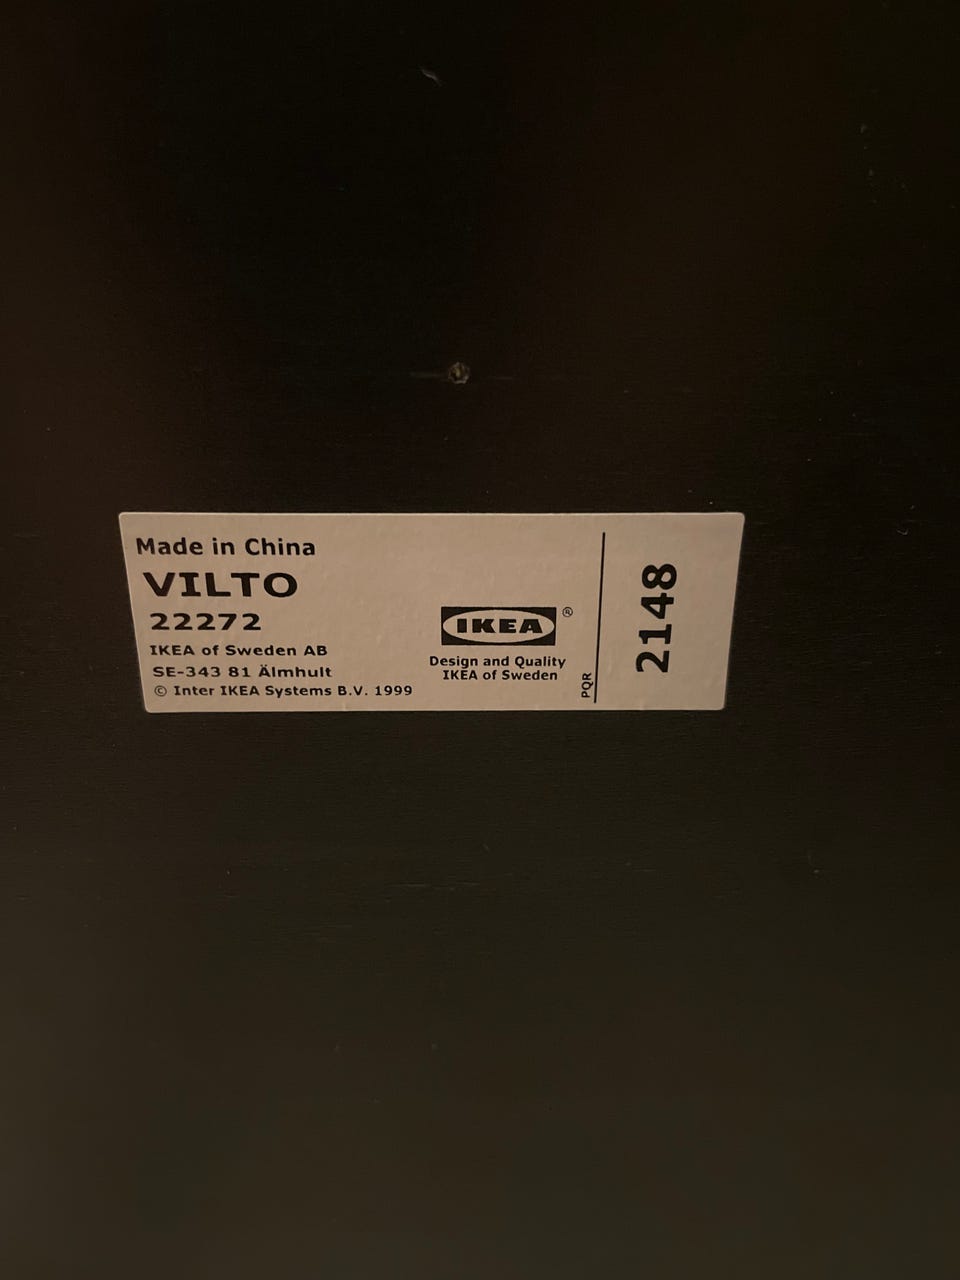 Made in China
VILTO
22272
IKEA of Sweden AB
SE-343 81 Älmhult
© Inter IKEA Systems B.V. 1999
IKEA®
Design and Quality
IKEA of Sweden
PQR
2148